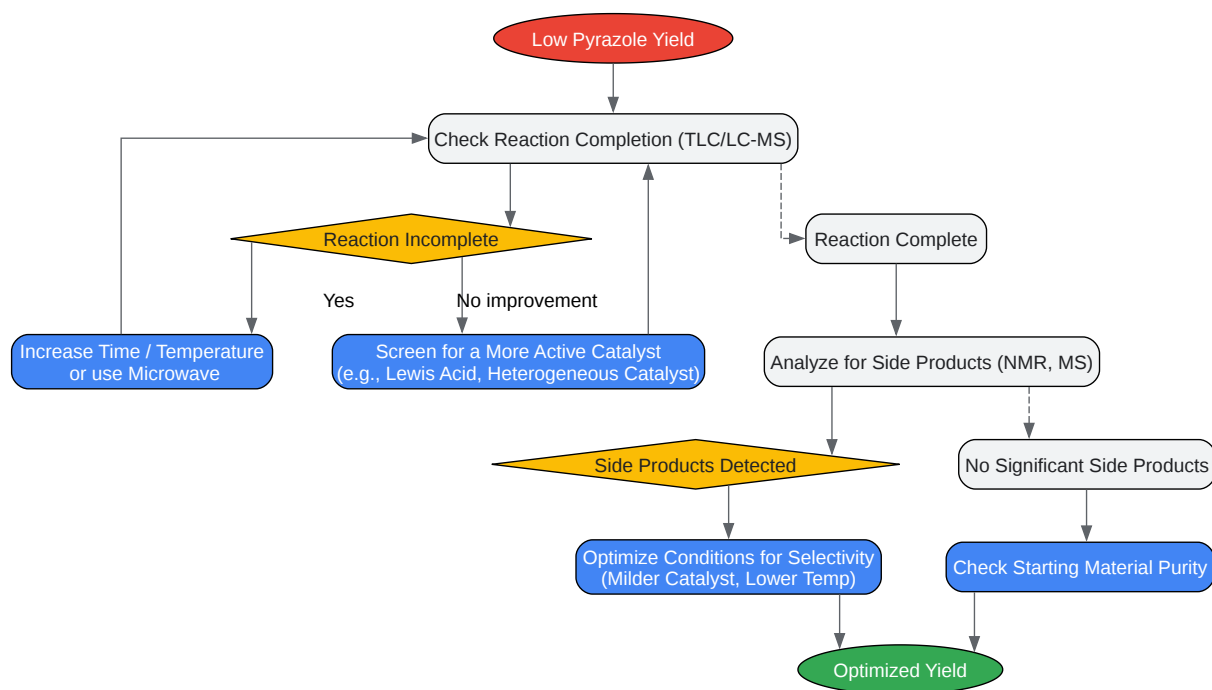 Low Pyrazole Yield
Check Reaction Completion (TLC/LC-MS)
Reaction Incomplete
Reaction Complete
Yes
No improvement
Increase Time / Temperature
or use Microwave
Screen for a More Active Catalyst
(e.g., Lewis Acid, Heterogeneous Catalyst)
Analyze for Side Products (NMR, MS)
Side Products Detected
No Significant Side Products
Optimize Conditions for Selectivity
(Milder Catalyst, Lower Temp)
Check Starting Material Purity
Optimized Yield